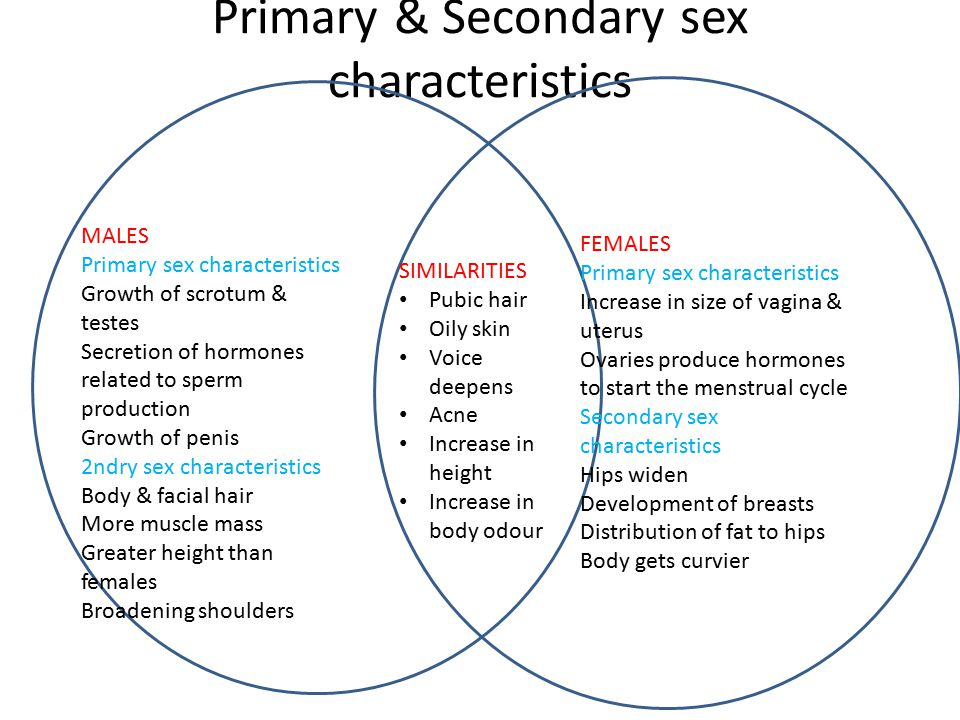 Primary & Secondary sex
characteristics
MALES
Primary sex characteristics
Growth of scrotum &
testes
Secretion of hormones
related to sperm
production
Growth of penis
2ndry sex characteristics
Body & facial hair
More muscle mass
Greater height than
females
Broadening shoulders
SIMILARITIES
• Pubic hair
• Oily skin
• Voice
deepens
• Acne
• Increase in
height
• Increase in
body odour
FEMALES
Primary sex characteristics
Increase in size of vagina &
uterus
Ovaries produce hormones
to start the menstrual cycle
Secondary sex
characteristics
Hips widen
Development of breasts
Distribution of fat to hips
Body gets curvier